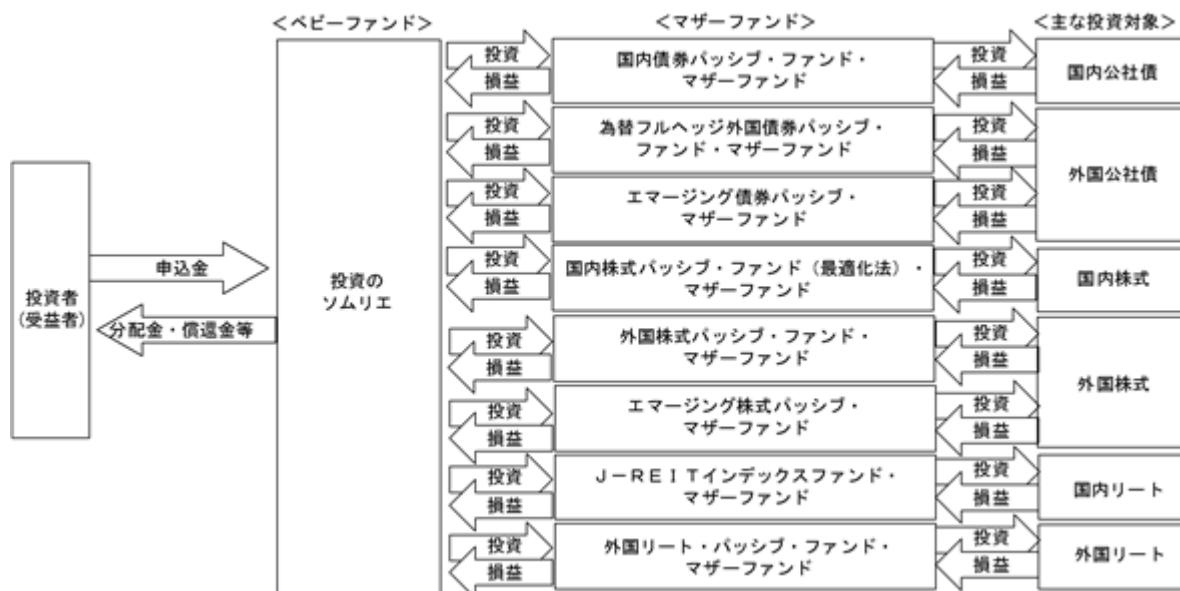 ＜ベビーファンド＞
＜マザーファンド＞
＜主な投資対象＞
投資者
(受益者)
申込金
分配金・償還金等
投資の
ソムリエ
投資
損益
国内債券パッシブ・ファンド・
マザーファンド
投資
損益
国内公社債
投資
損益
為替フルヘッジ外国債券パッシブ・
ファンド・マザーファンド
投資
損益
外国公社債
投資
損益
エマージング債券パッシブ・
マザーファンド
投資
損益
投資
損益
国内株式パッシブ・ファンド（最適化法）・
マザーファンド
投資
損益
国内株式
投資
損益
外国株式パッシブ・ファンド・
マザーファンド
投資
損益
外国株式
投資
損益
エマージング株式パッシブ・
マザーファンド
投資
損益
投資
損益
Ｊ－ＲＥＩＴインデックスファンド・
マザーファンド
投資
損益
国内リート
投資
損益
外国リート・パッシブ・ファンド・
マザーファンド
投資
損益
外国リート